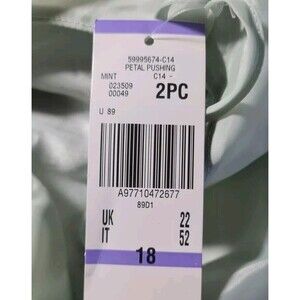 59995674-C14
PETAL PUSHING
MINT C14 -
023509
00049 2PC
U 89
A97710472677
89D1
UK 22
IT 52
18